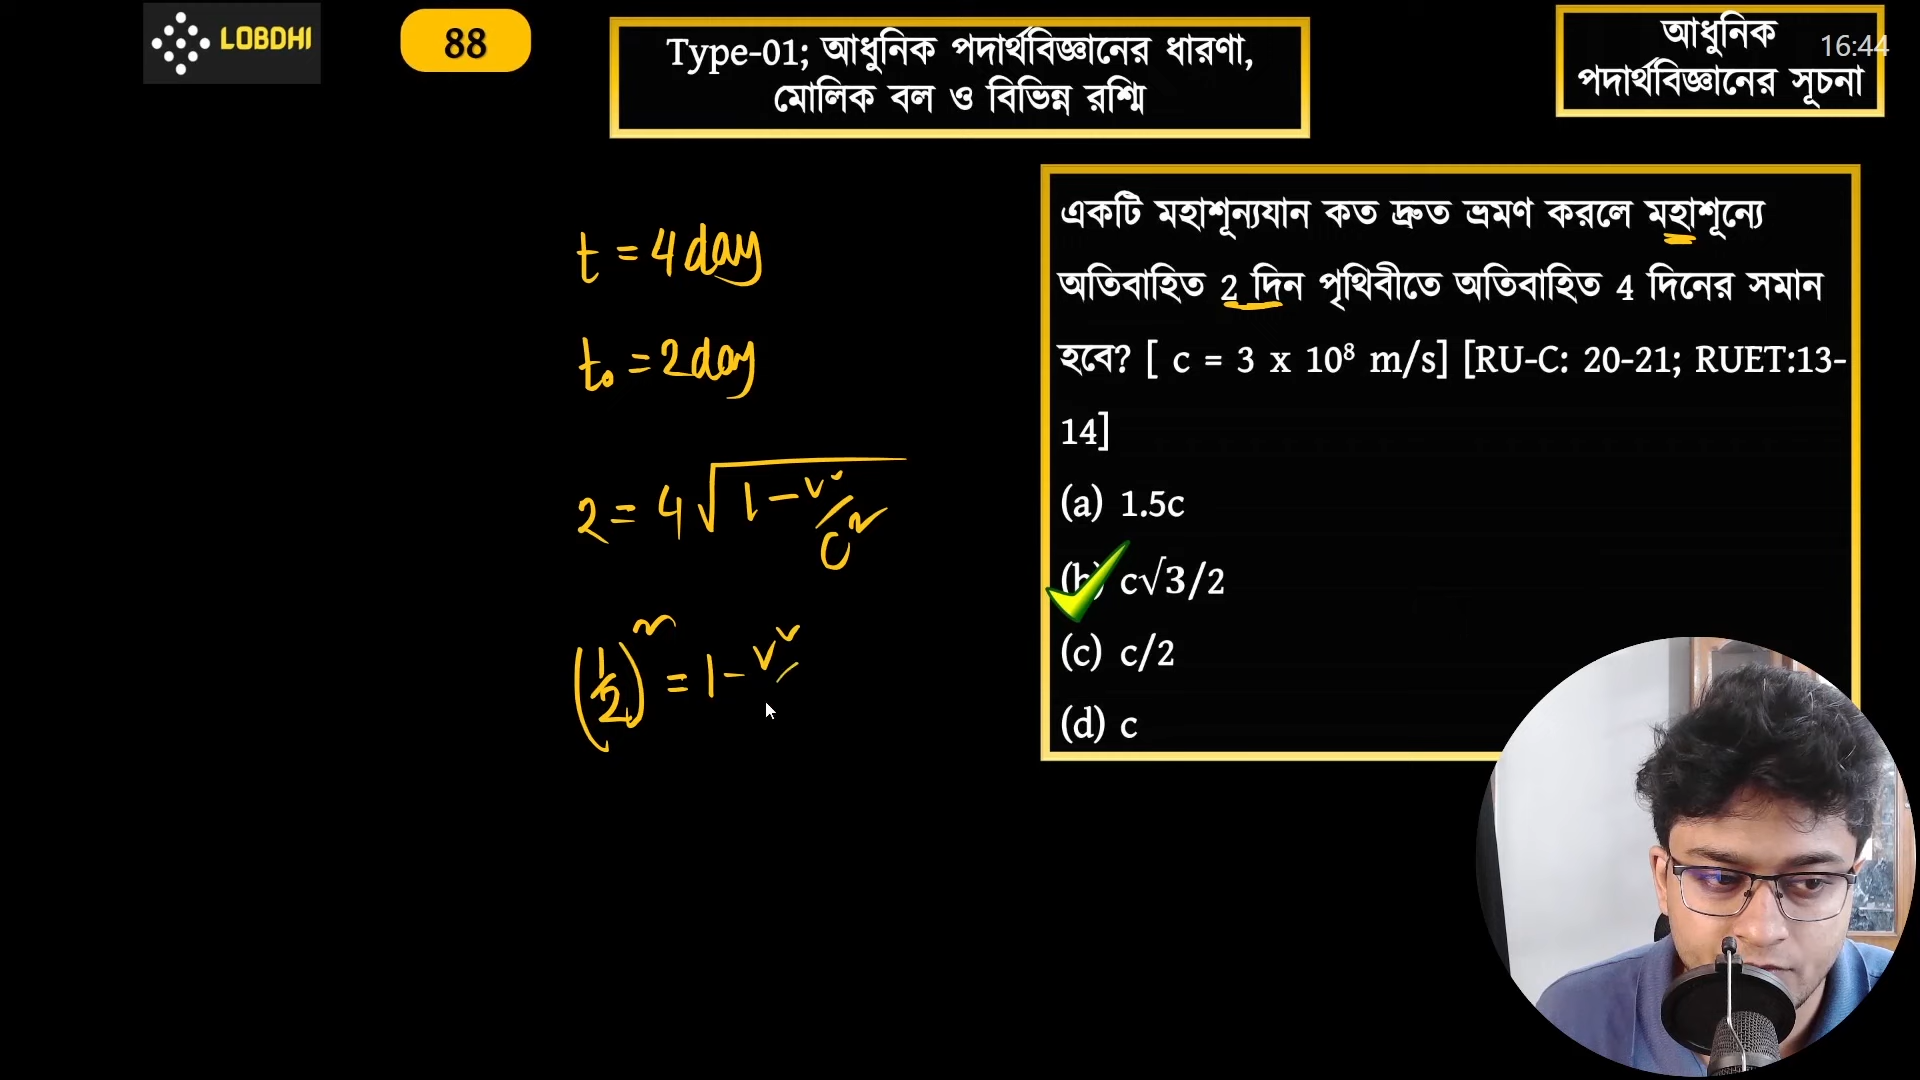 LOBDHI
88
Type-01; আধুনিক পদার্থবিজ্ঞানের ধারণা,
মোলিক বল ও বিভিন্ন রশ্মি
আধুনিক
পদার্থবিজ্ঞানের সূচনা
16:44
t = 4 day
t₀ = 2 day
2 = 4√(1 - v²/c²)
(1/2)² = 1 - v²/
একটি মহাশূন্যযান কত দ্রুত ভ্রমণ করলে মহাশূন্যে
অতিবাহিত 2 দিন পৃথিবীতে অতিবাহিত 4 দিনের সমান
হবে? [ c = 3 x 10⁸ m/s] [RU-C: 20-21; RUET:13-
14]
(a) 1.5c
(b) c√3/2
(c) c/2
(d) c